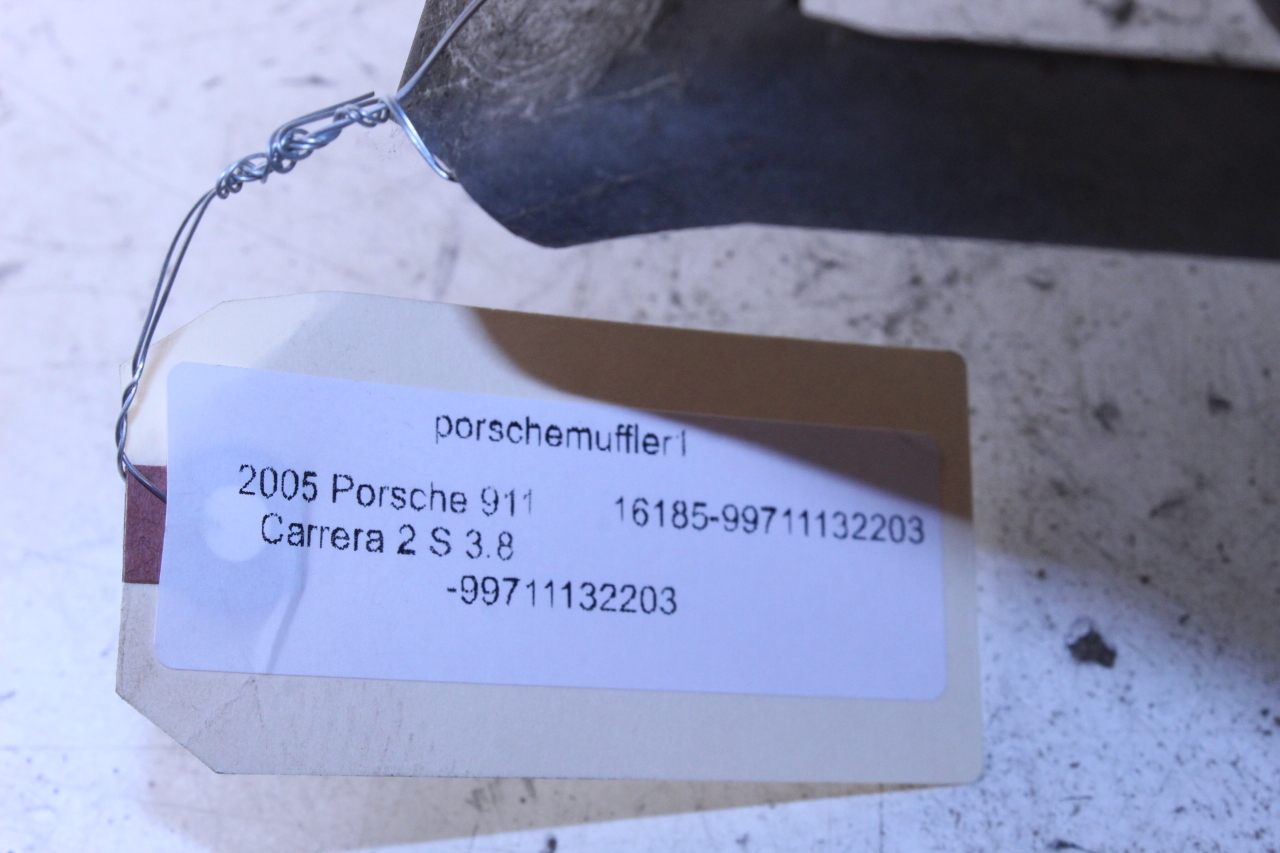 porschemuffler1
2005 Porsche 911 16185-99711132203
Carrera 2 S 3.8
-99711132203